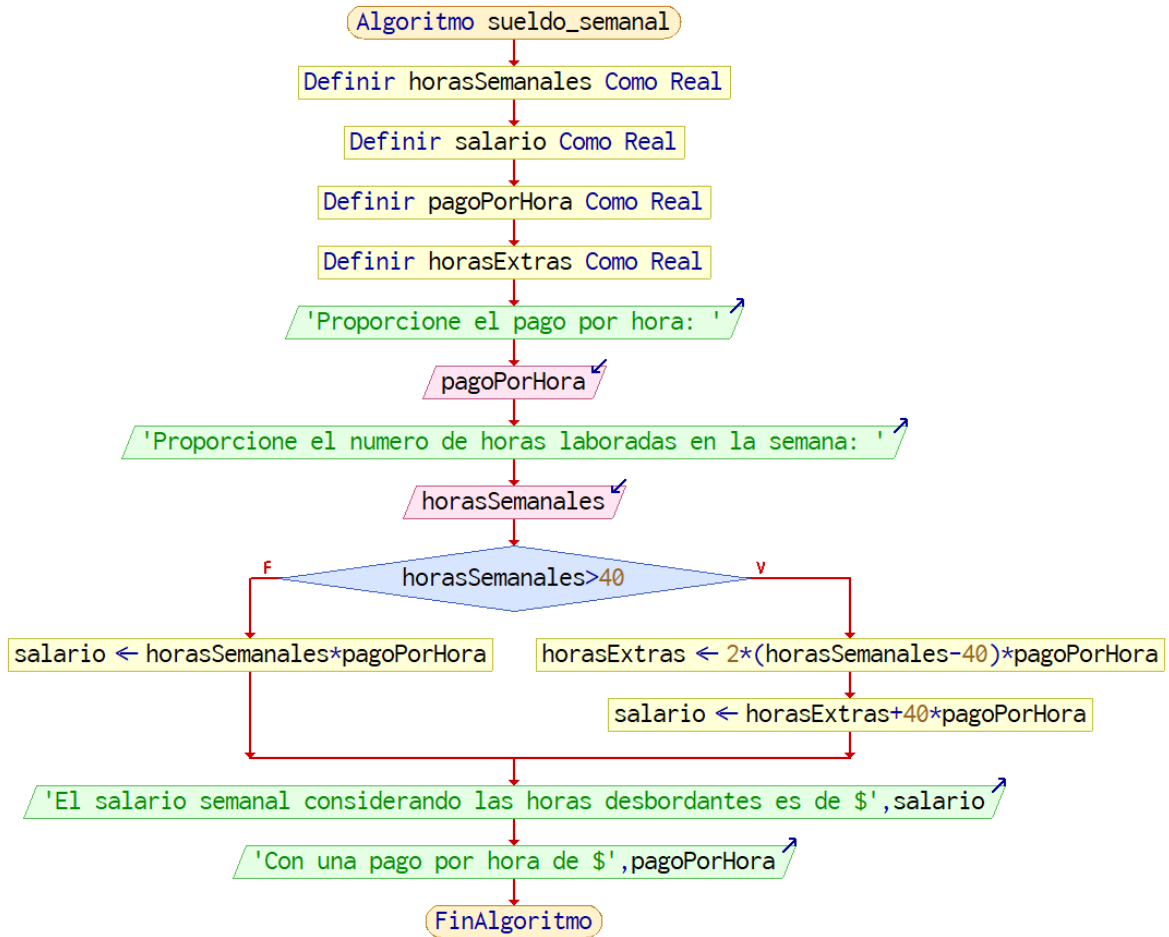 Algoritmo sueldo_semanal
Definir horasSemanales Como Real
Definir salario Como Real
Definir pagoPorHora Como Real
Definir horasExtras Como Real
'Proporcione el pago por hora: '
pagoPorHora
'Proporcione el numero de horas laboradas en la semana: '
horasSemanales
F
horasSemanales>40
V
salario ← horasSemanales*pagoPorHora
horasExtras ← 2*(horasSemanales-40)*pagoPorHora
salario ← horasExtras+40*pagoPorHora
'El salario semanal considerando las horas desbordantes es de $',salario
'Con una pago por hora de $',pagoPorHora
FinAlgoritmo